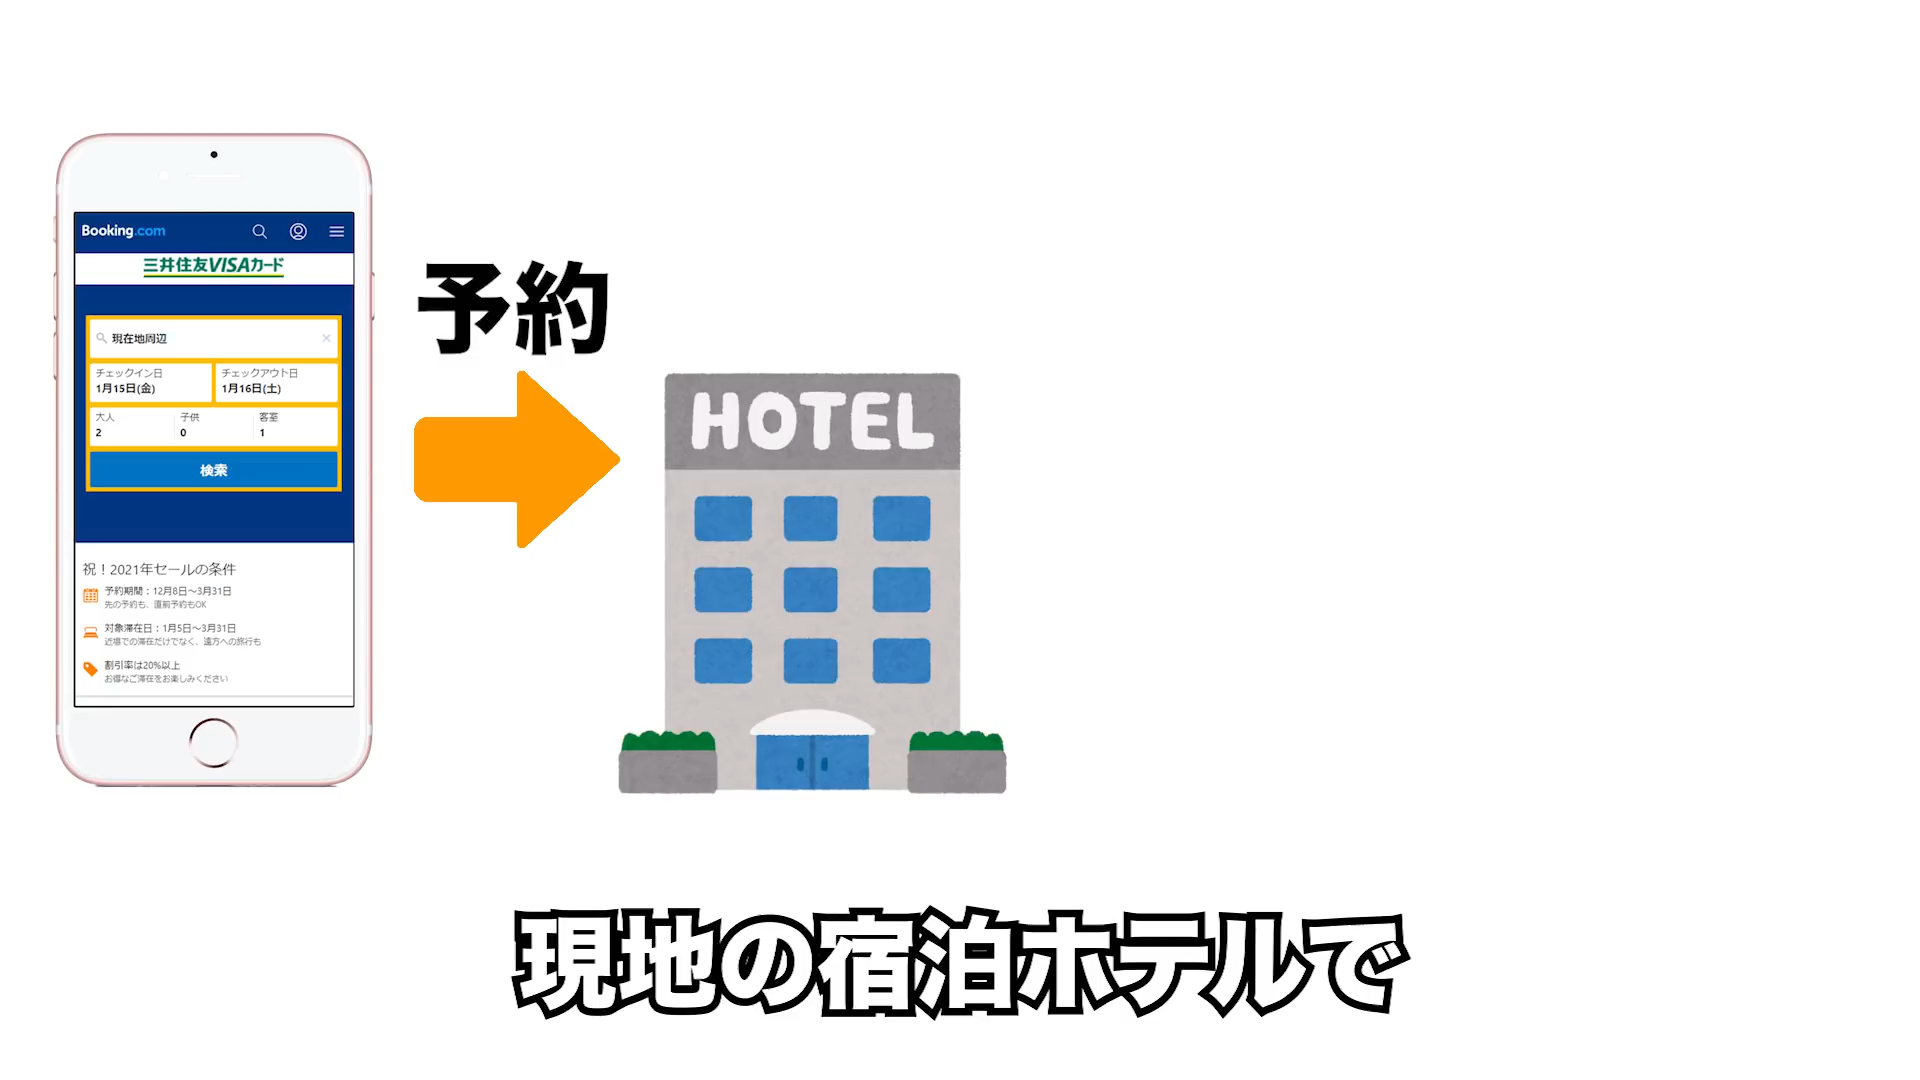 Booking.com
三井住友VISAカード
現在地周辺
チェックイン日
1月15日(金)
チェックアウト日
1月16日(土)
大人
2
子供
0
客室
1
検索
祝！2021年セールの条件
予約期間：12月8日～3月31日
先の予約も、直前予約もOK
対象滞在日：1月5日～3月31日
近場での滞在だけでなく、遠方への旅行も
割引率は20%以上
お得なご滞在をお楽しみください
予約
HOTEL
現地の宿泊ホテルで